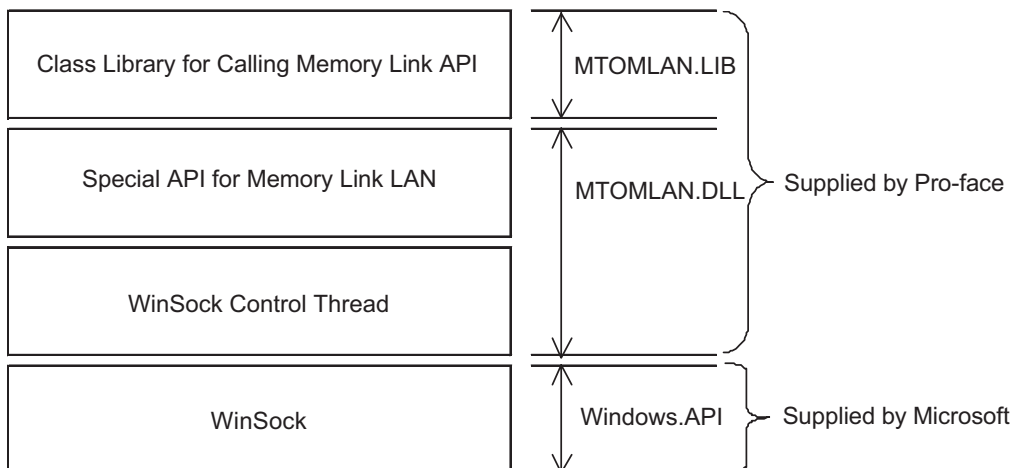 Class Library for Calling Memory Link API
MTOMLAN.LIB
Special API for Memory Link LAN
MTOMLAN.DLL
Supplied by Pro-face
WinSock Control Thread
WinSock
Windows.API
Supplied by Microsoft